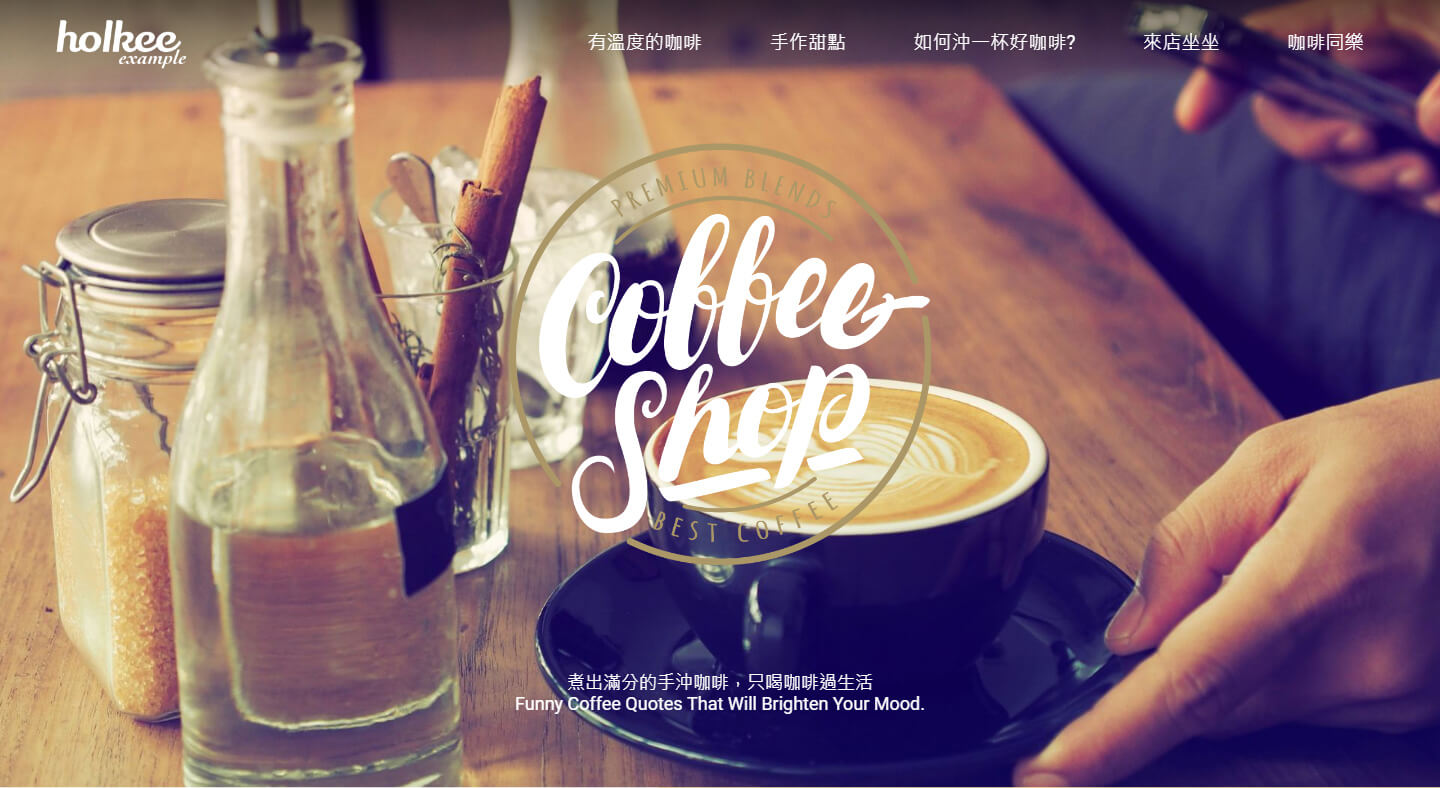 holkee
example
有溫度的咖啡
手作甜點
如何沖一杯好咖啡?
來店坐坐
咖啡同樂
PREMIUM BLENDS
Coffee
Shop
BEST COFFEE
煮出滿分的手沖咖啡，只喝咖啡過生活
Funny Coffee Quotes That Will Brighten Your Mood.